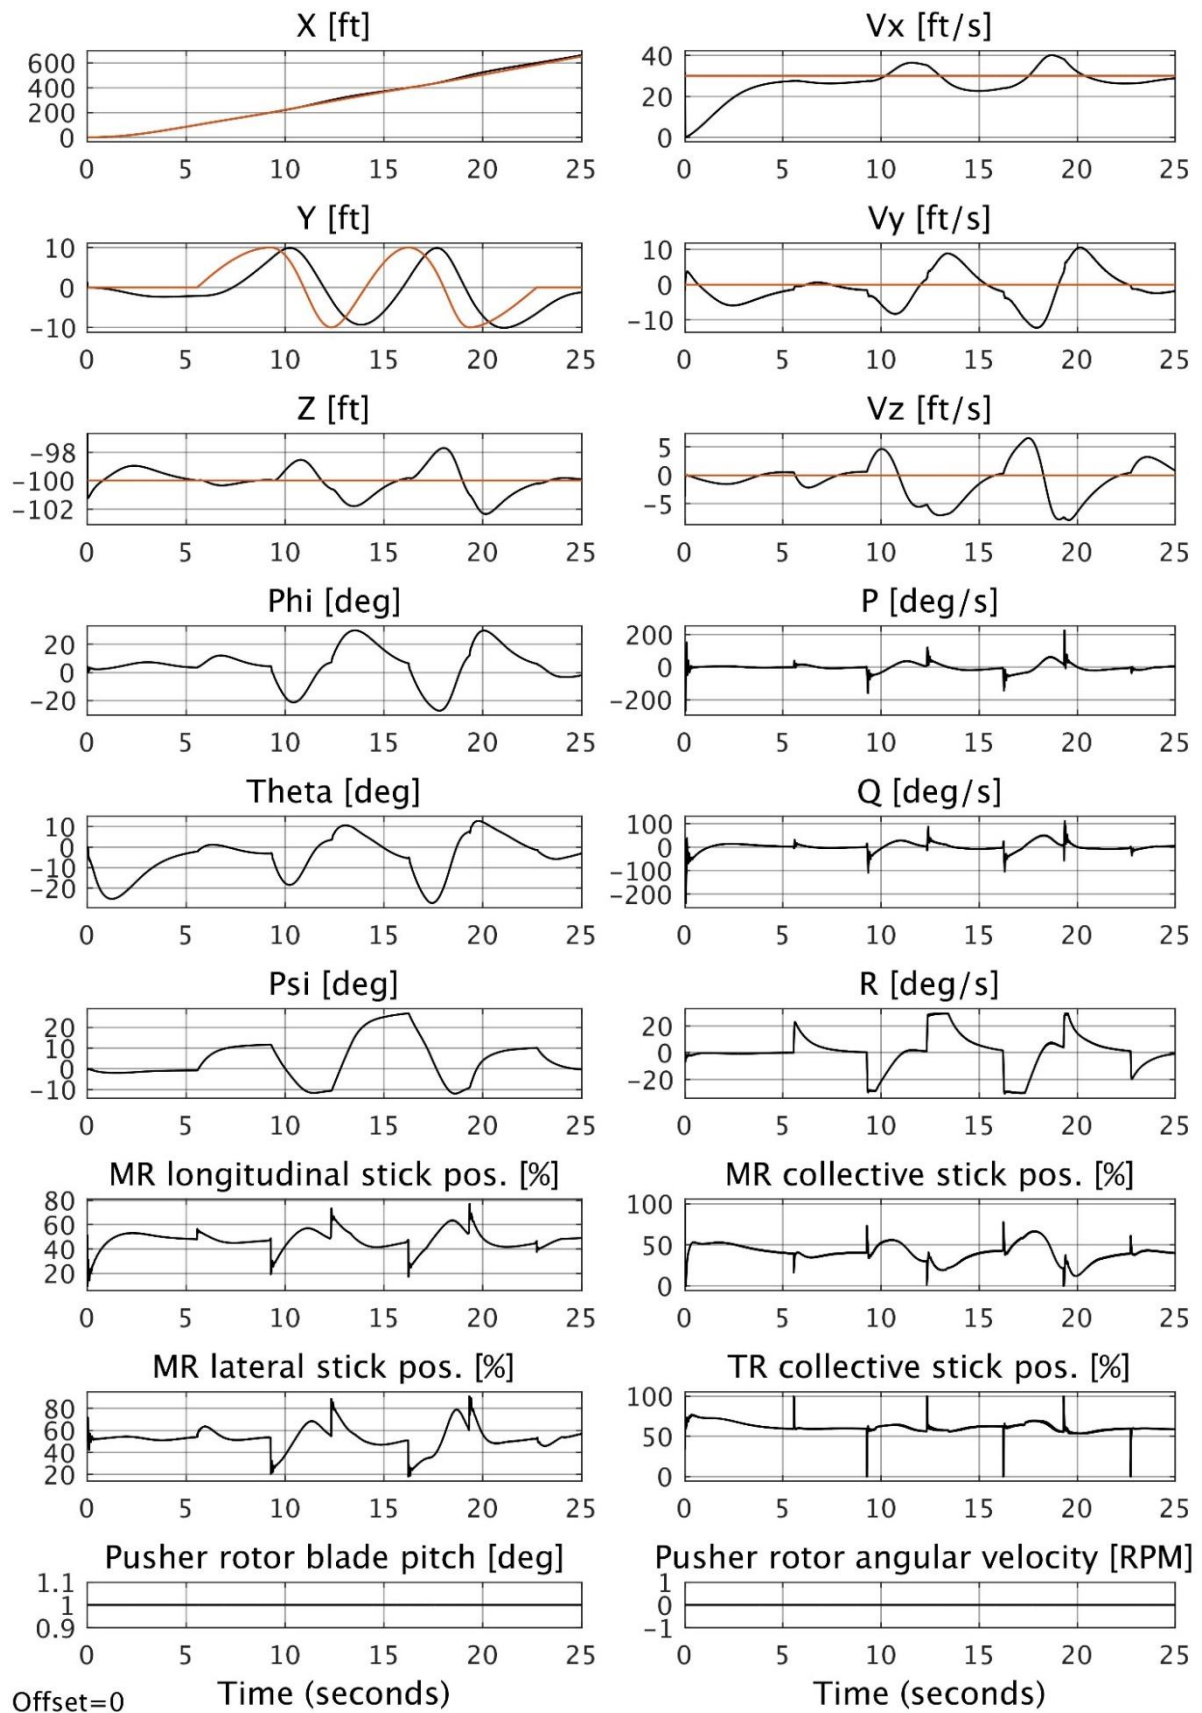 X [ft]
600
400
200
0
0 5 10 15 20 25
Vx [ft/s]
40
20
0
0 5 10 15 20 25
Y [ft]
10
0
-10
0 5 10 15 20 25
Vy [ft/s]
10
0
-10
0 5 10 15 20 25
Z [ft]
-98
-100
-102
0 5 10 15 20 25
Vz [ft/s]
5
0
-5
0 5 10 15 20 25
Phi [deg]
20
0
-20
0 5 10 15 20 25
P [deg/s]
200
0
-200
0 5 10 15 20 25
Theta [deg]
10
0
-10
-20
0 5 10 15 20 25
Q [deg/s]
100
0
-100
-200
0 5 10 15 20 25
Psi [deg]
20
10
0
-10
0 5 10 15 20 25
R [deg/s]
20
0
-20
0 5 10 15 20 25
MR longitudinal stick pos. [%]
80
60
40
20
0 5 10 15 20 25
MR collective stick pos. [%]
100
50
0
0 5 10 15 20 25
MR lateral stick pos. [%]
80
60
40
20
0 5 10 15 20 25
TR collective stick pos. [%]
100
50
0
0 5 10 15 20 25
Pusher rotor blade pitch [deg]
1.1
1
0.9
0 5 10 15 20 25
Time (seconds)
Pusher rotor angular velocity [RPM]
1
0
-1
0 5 10 15 20 25
Time (seconds)
Offset=0